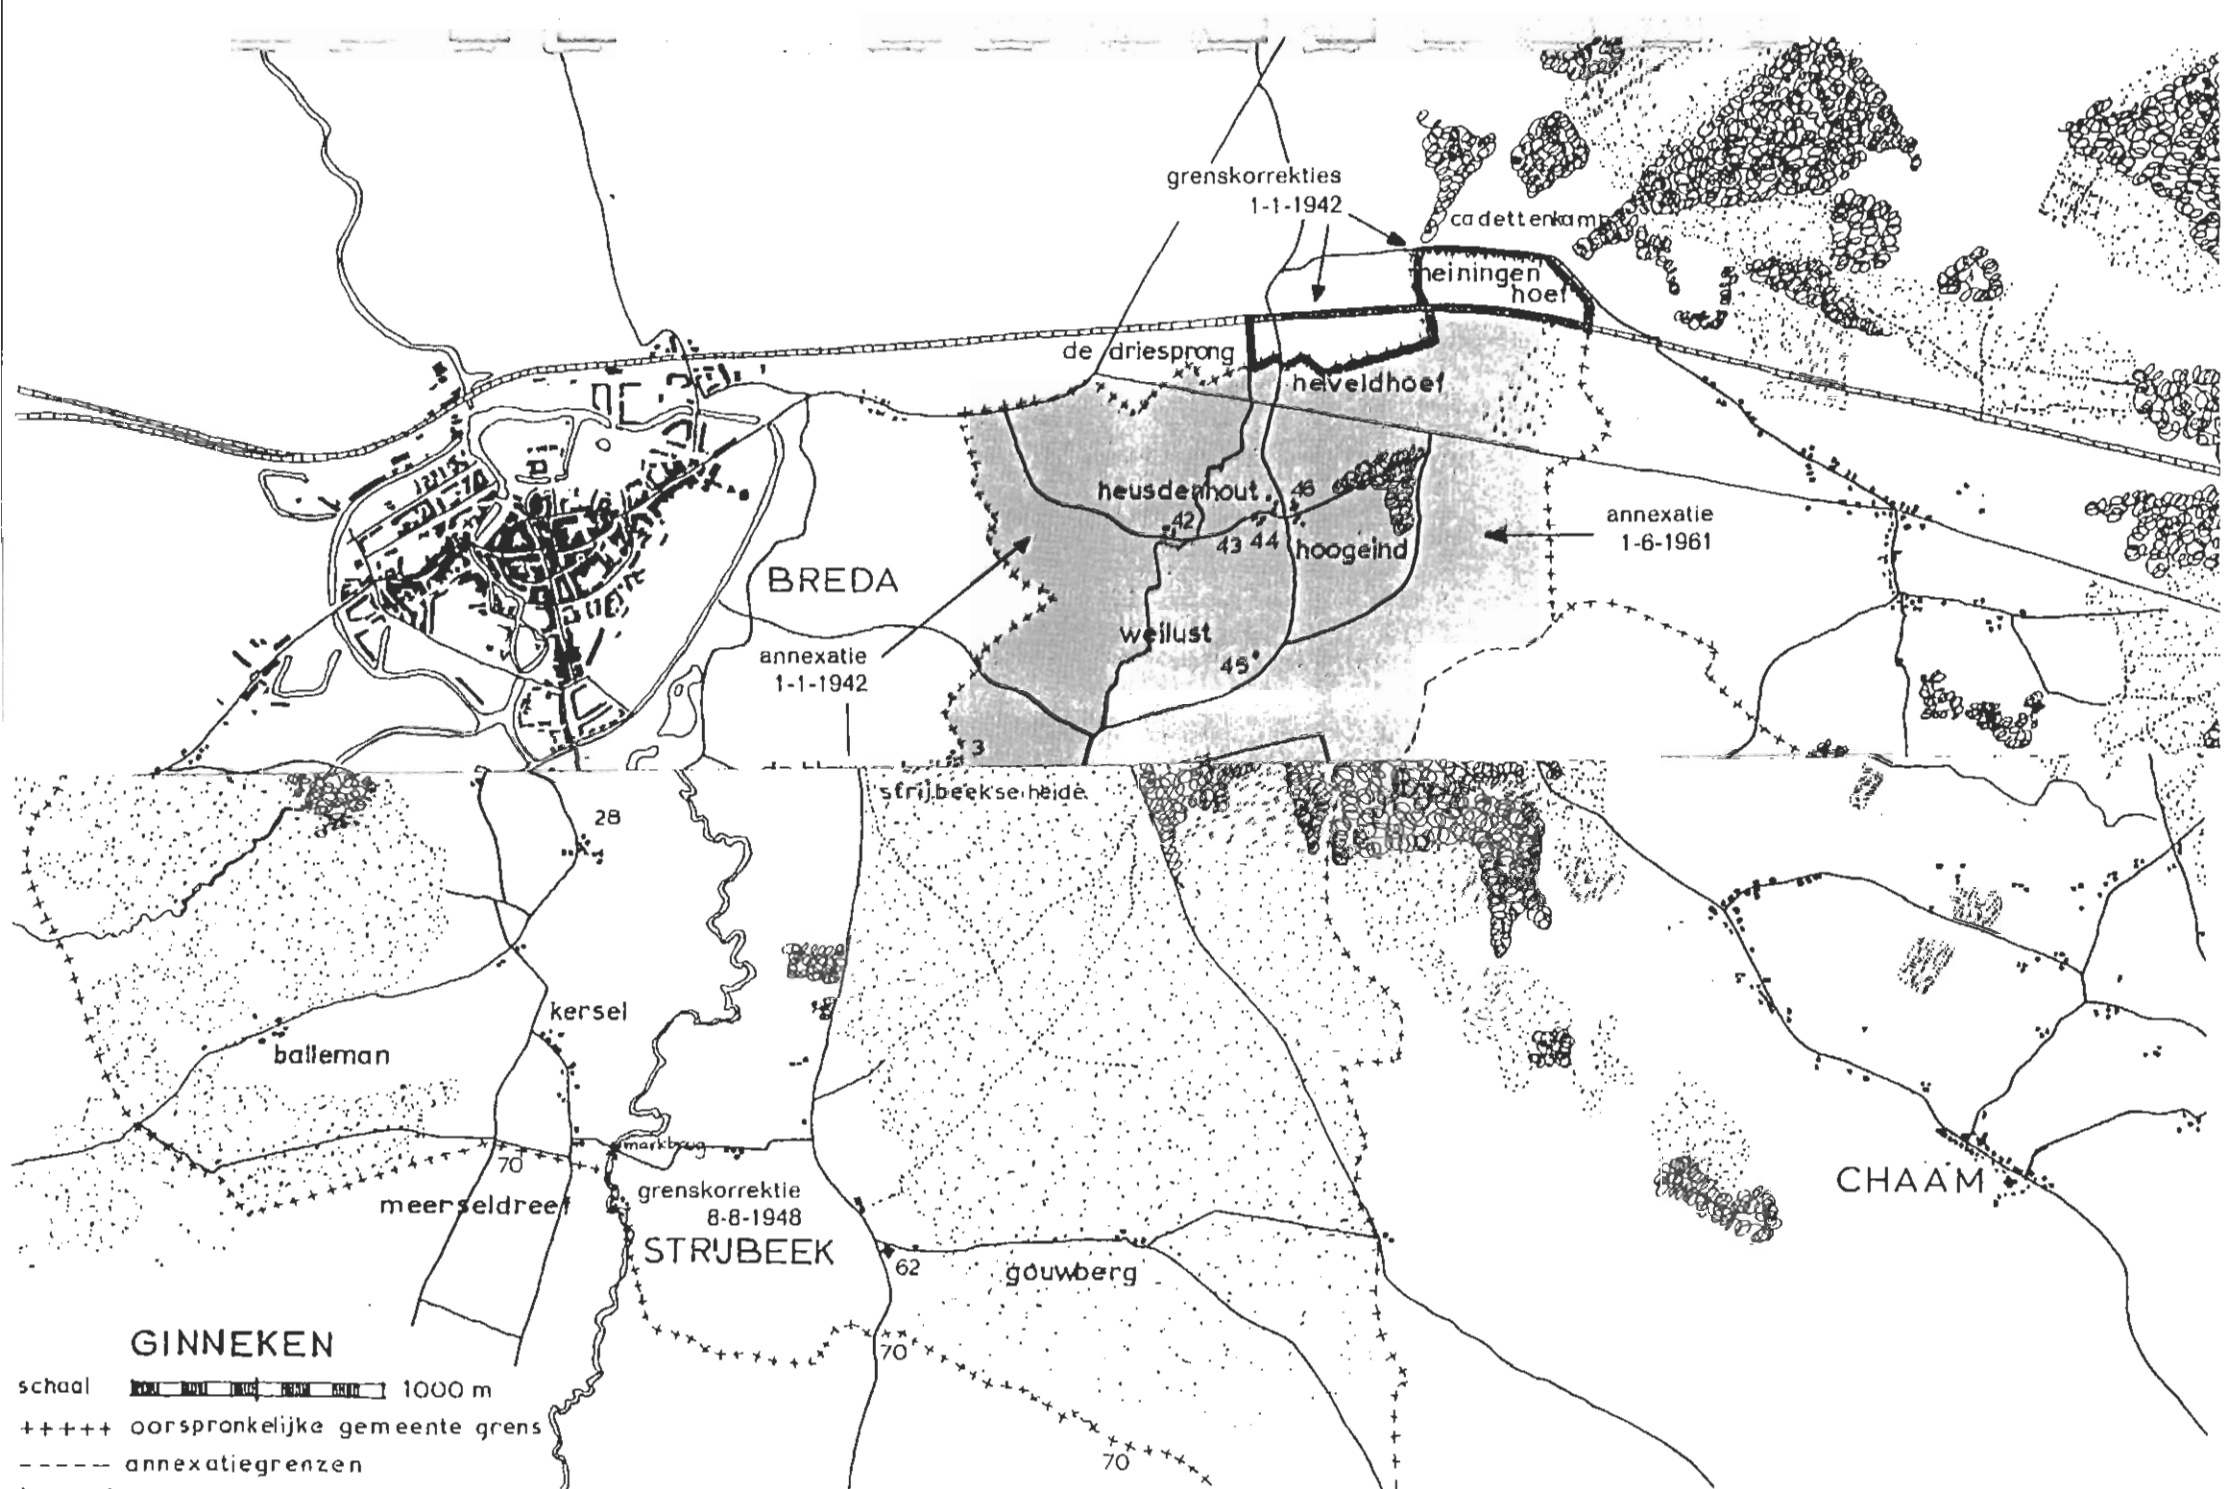 grenskorrekties
1-1-1942
cadettenkamp
heiningen
hoef
de driesprong
heveldhoef
heusdenhout
46
42
43
44
hoogeind
annexatie
1-6-1961
BREDA
weilust
45
annexatie
1-1-1942
3
strijbeekse heide
28
kersel
balleman
markbrug
70
meerseldreef
grenskorrektie
8-8-1948
STRIJBEEK
62
gouwberg
CHAAM
70
70
GINNEKEN
schaal 1000 m
+++++ oorspronkelijke gemeente grens
----- annexatiegrenzen